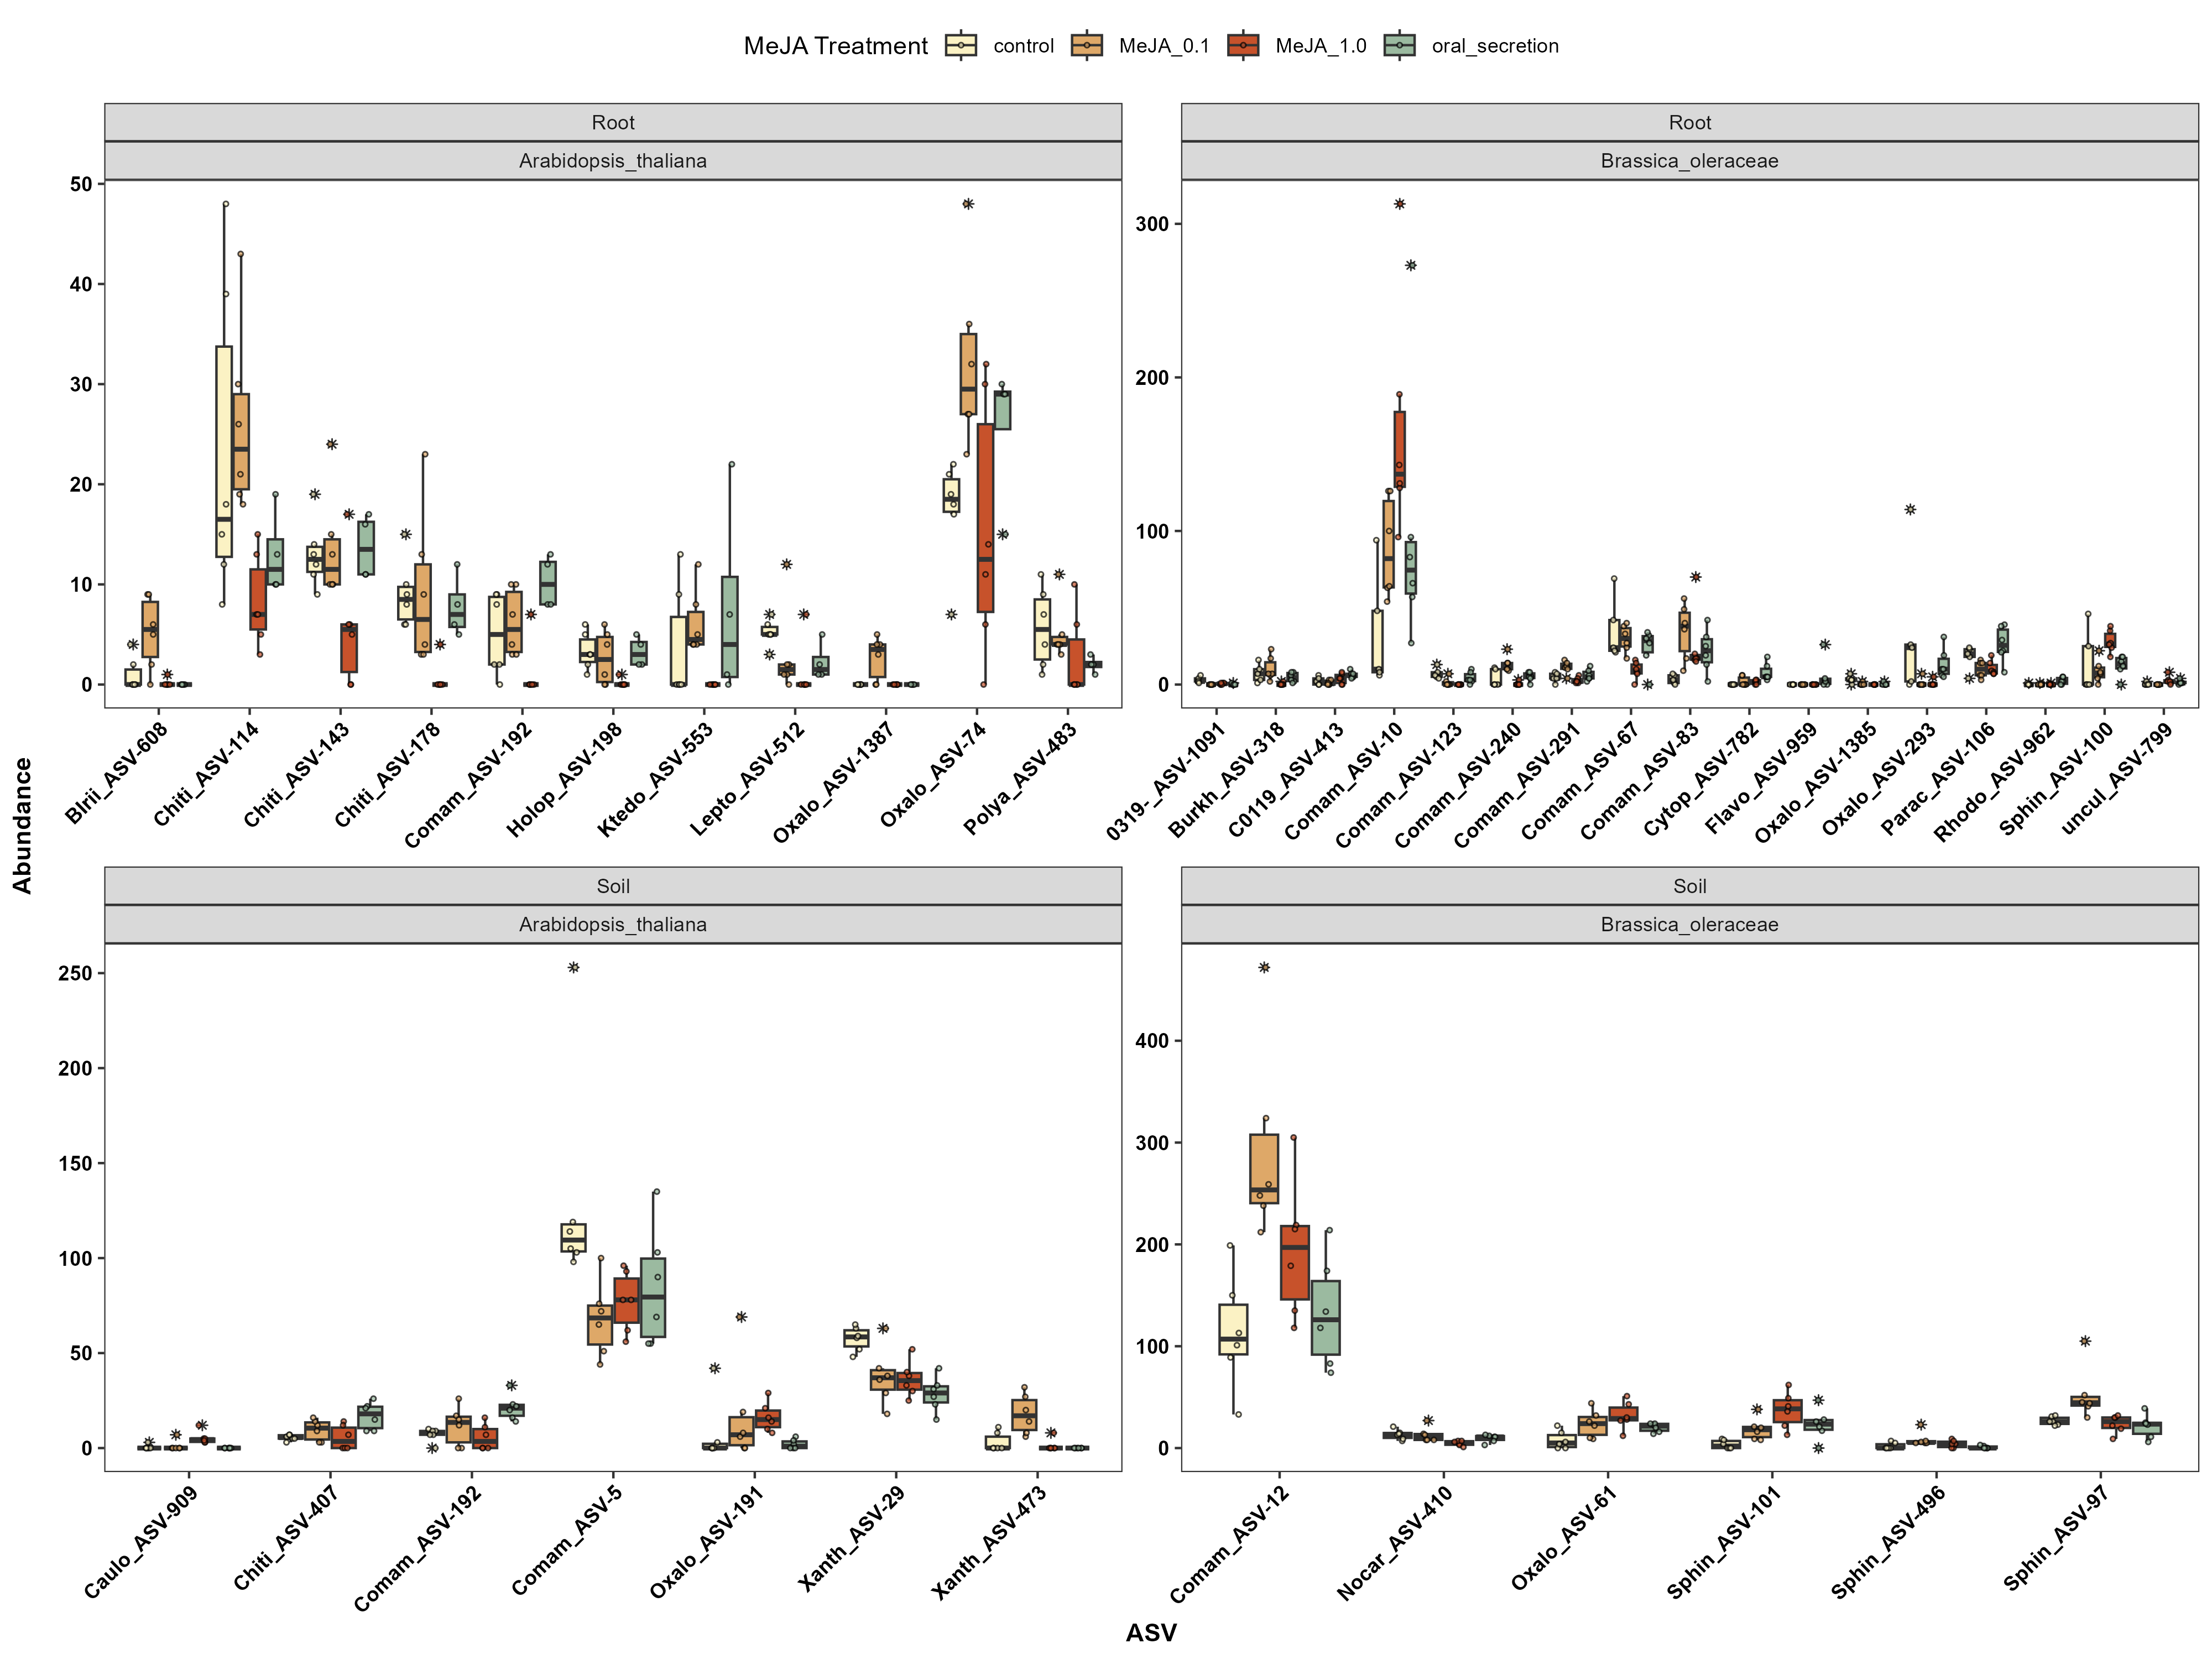 MeJA Treatment control MeJA_0.1 MeJA_1.0 oral_secretion
Root
Arabidopsis_thaliana
50
40
30
20
10
0
Blrii_ASV-608
Chiti_ASV-114
Chiti_ASV-143
Chiti_ASV-178
Comam_ASV-192
Holop_ASV-198
Ktedo_ASV-553
Lepto_ASV-512
Oxalo_ASV-1387
Oxalo_ASV-74
Polya_ASV-483
Root
Brassica_oleraceae
300
200
100
0
0319-_ASV-1091
Burkh_ASV-318
C0119_ASV-413
Comam_ASV-10
Comam_ASV-123
Comam_ASV-240
Comam_ASV-291
Comam_ASV-67
Comam_ASV-83
Cytop_ASV-782
Flavo_ASV-959
Oxalo_ASV-1385
Oxalo_ASV-293
Parac_ASV-106
Rhodo_ASV-962
Sphin_ASV-100
uncul_ASV-799
Abundance
Soil
Arabidopsis_thaliana
250
200
150
100
50
0
Caulo_ASV-909
Chiti_ASV-407
Comam_ASV-192
Comam_ASV-5
Oxalo_ASV-191
Xanth_ASV-29
Xanth_ASV-473
Soil
Brassica_oleraceae
400
300
200
100
0
Comam_ASV-12
Nocar_ASV-410
Oxalo_ASV-61
Sphin_ASV-101
Sphin_ASV-496
Sphin_ASV-97
ASV